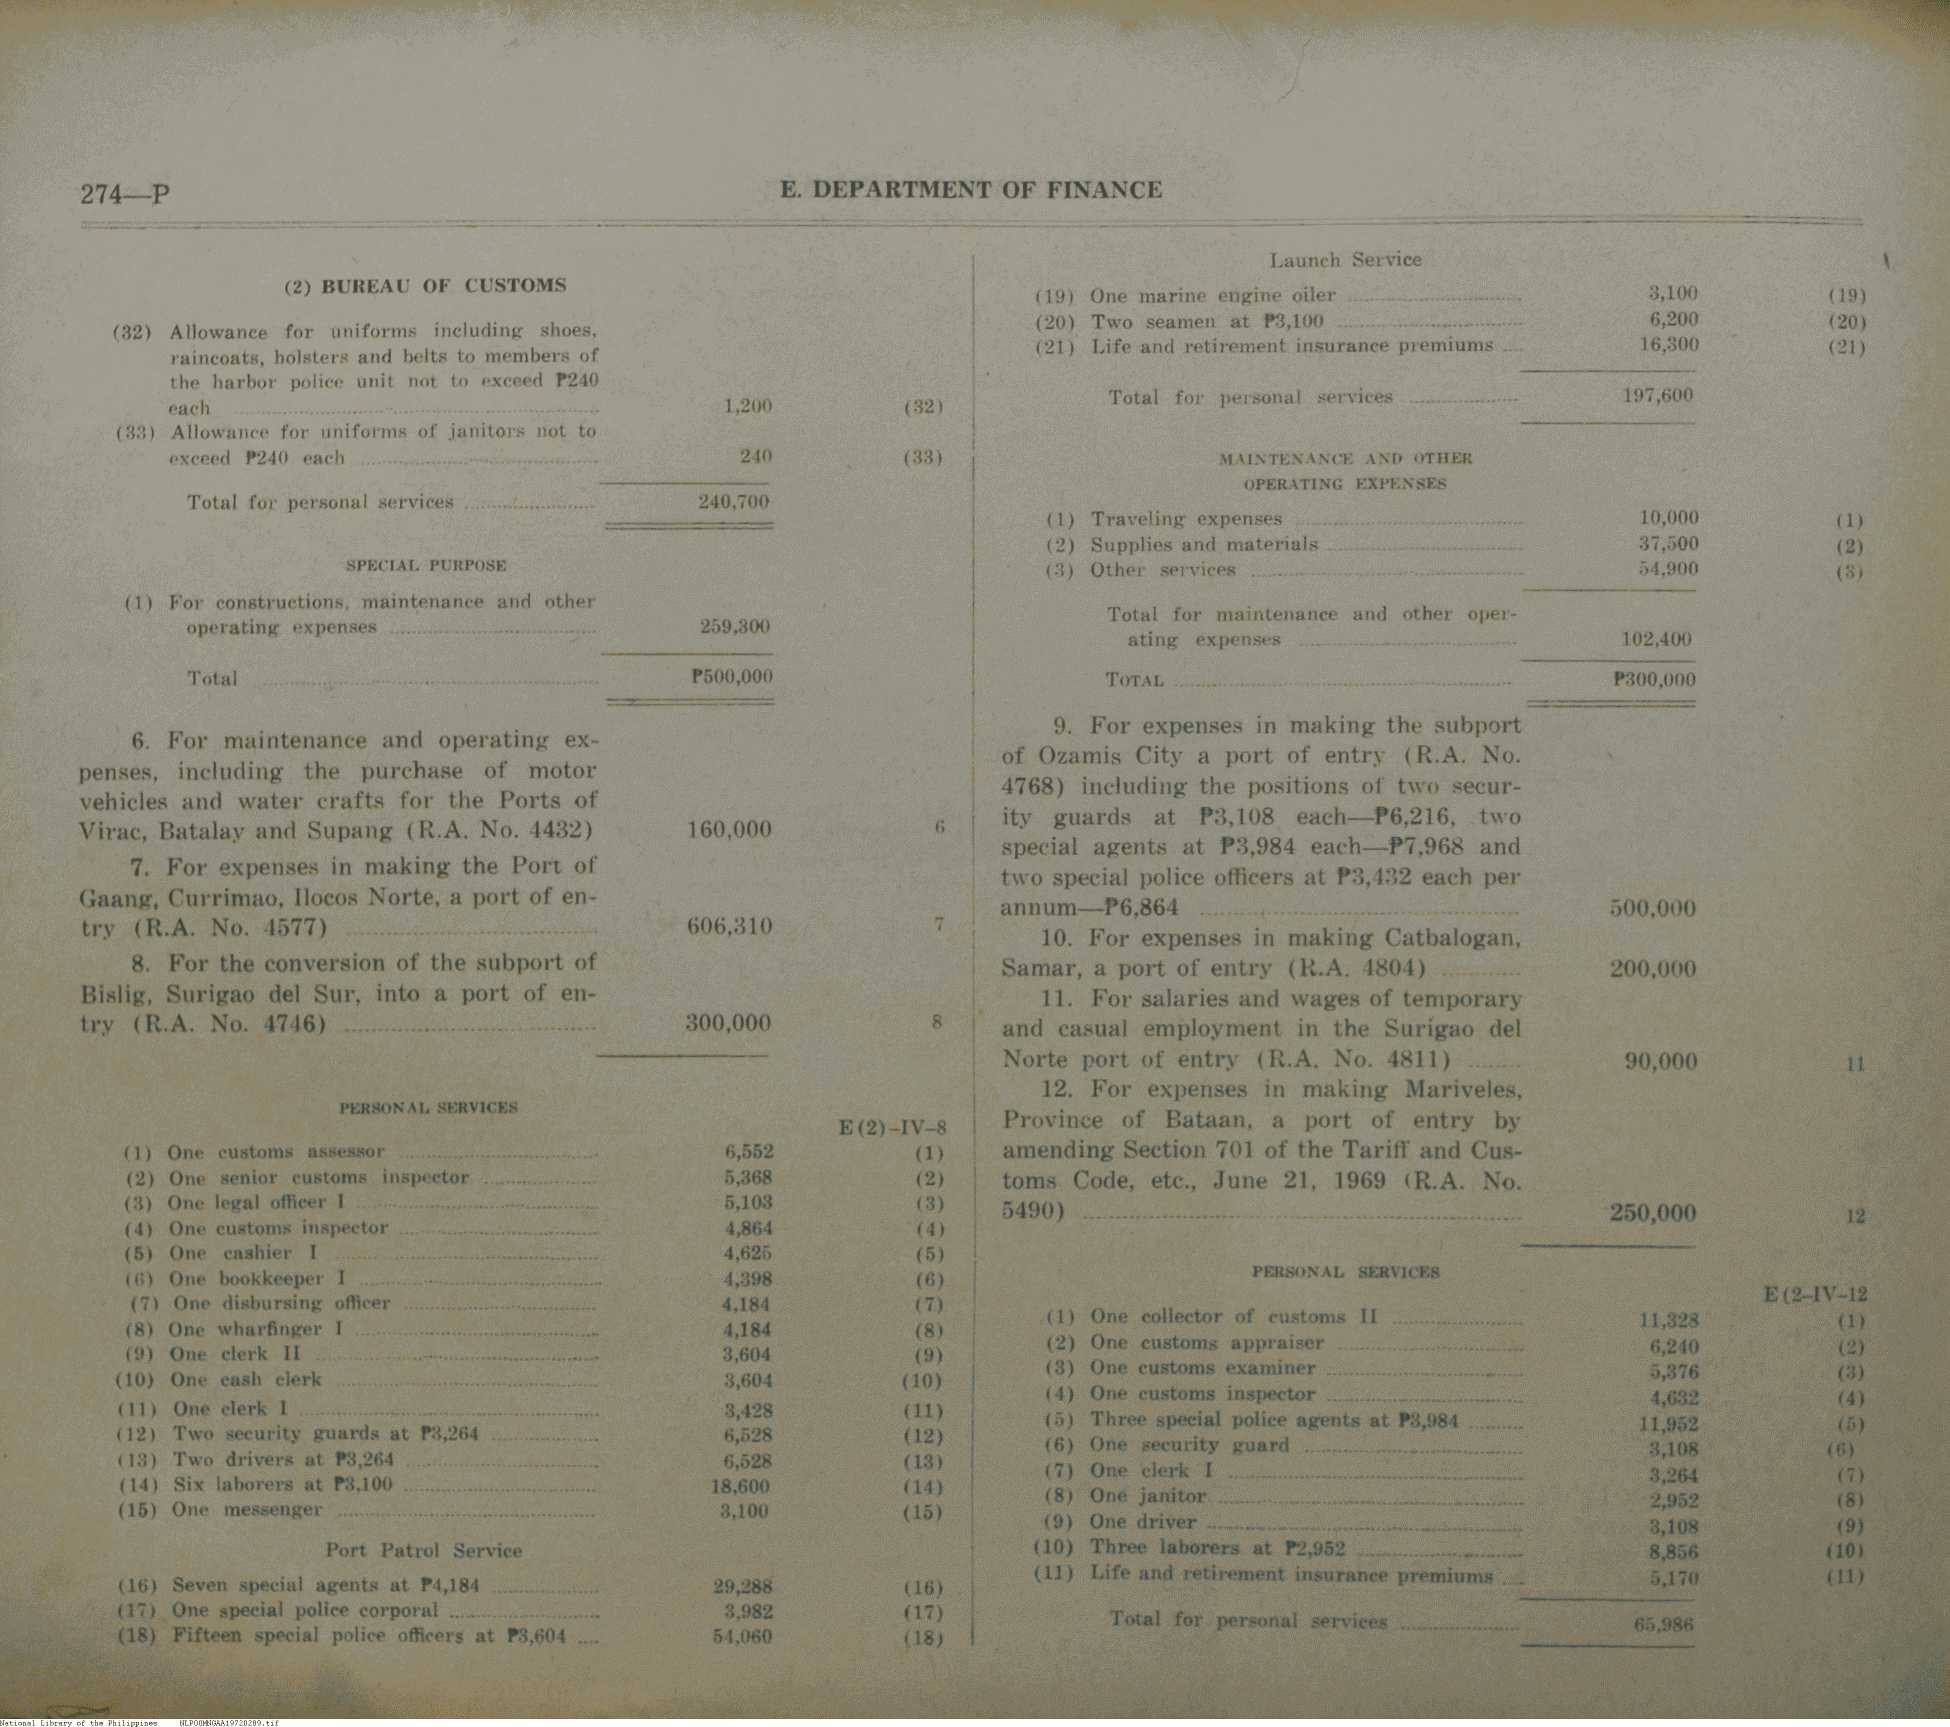 274—P
E. DEPARTMENT OF FINANCE
(2) BUREAU OF CUSTOMS
(32) Allowance for uniforms including shoes,
raincoats, holsters and belts to members of
the harbor police unit not to exceed ₱240
each 1,200 (32)
(33) Allowance for uniforms of janitors not to
exceed ₱240 each 240 (33)
Total for personal services 240,700
SPECIAL PURPOSE
(1) For constructions, maintenance and other
operating expenses 259,300
Total ₱500,000
6. For maintenance and operating ex-
penses, including the purchase of motor
vehicles and water crafts for the Ports of
Virac, Batalay and Supang (R.A. No. 4432) 160,000 6
7. For expenses in making the Port of
Gaang, Currimao, Ilocos Norte, a port of en-
try (R.A. No. 4577) 606,310 7
8. For the conversion of the subport of
Bislig, Surigao del Sur, into a port of en-
try (R.A. No. 4746) 300,000 8
PERSONAL SERVICES
E (2)-IV-8
(1) One customs assessor 6,552 (1)
(2) One senior customs inspector 5,368 (2)
(3) One legal officer I 5,103 (3)
(4) One customs inspector 4,864 (4)
(5) One cashier I 4,625 (5)
(6) One bookkeeper I 4,398 (6)
(7) One disbursing officer 4,184 (7)
(8) One wharfinger I 4,184 (8)
(9) One clerk II 3,604 (9)
(10) One cash clerk 3,604 (10)
(11) One clerk I 3,428 (11)
(12) Two security guards at ₱3,264 6,528 (12)
(13) Two drivers at ₱3,264 6,528 (13)
(14) Six laborers at ₱3,100 18,600 (14)
(15) One messenger 3,100 (15)
Port Patrol Service
(16) Seven special agents at ₱4,184 29,288 (16)
(17) One special police corporal 3,982 (17)
(18) Fifteen special police officers at ₱3,604 54,060 (18)
Launch Service
(19) One marine engine oiler 3,100 (19)
(20) Two seamen at ₱3,100 6,200 (20)
(21) Life and retirement insurance premiums 16,300 (21)
Total for personal services 197,600
MAINTENANCE AND OTHER
OPERATING EXPENSES
(1) Traveling expenses 10,000 (1)
(2) Supplies and materials 37,500 (2)
(3) Other services 54,900 (3)
Total for maintenance and other oper-
ating expenses 102,400
TOTAL ₱300,000
9. For expenses in making the subport
of Ozamis City a port of entry (R.A. No.
4768) including the positions of two secur-
ity guards at ₱3,108 each—₱6,216, two
special agents at ₱3,984 each—₱7,968 and
two special police officers at ₱3,432 each per
annum—₱6,864 500,000
10. For expenses in making Catbalogan,
Samar, a port of entry (R.A. 4804) 200,000
11. For salaries and wages of temporary
and casual employment in the Surigao del
Norte port of entry (R.A. No. 4811) 90,000 11
12. For expenses in making Mariveles,
Province of Bataan, a port of entry by
amending Section 701 of the Tariff and Cus-
toms Code, etc., June 21, 1969 (R.A. No.
5490) 250,000 12
PERSONAL SERVICES
E (2-IV-12
(1) One collector of customs II 11,328 (1)
(2) One customs appraiser 6,240 (2)
(3) One customs examiner 5,376 (3)
(4) One customs inspector 4,632 (4)
(5) Three special police agents at ₱3,984 11,952 (5)
(6) One security guard 3,108 (6)
(7) One clerk I 3,264 (7)
(8) One janitor 2,952 (8)
(9) One driver 3,108 (9)
(10) Three laborers at ₱2,952 8,856 (10)
(11) Life and retirement insurance premiums 5,170 (11)
Total for personal services 65,986
National Library of the Philippines NLPO0MNGAA19720289.tif